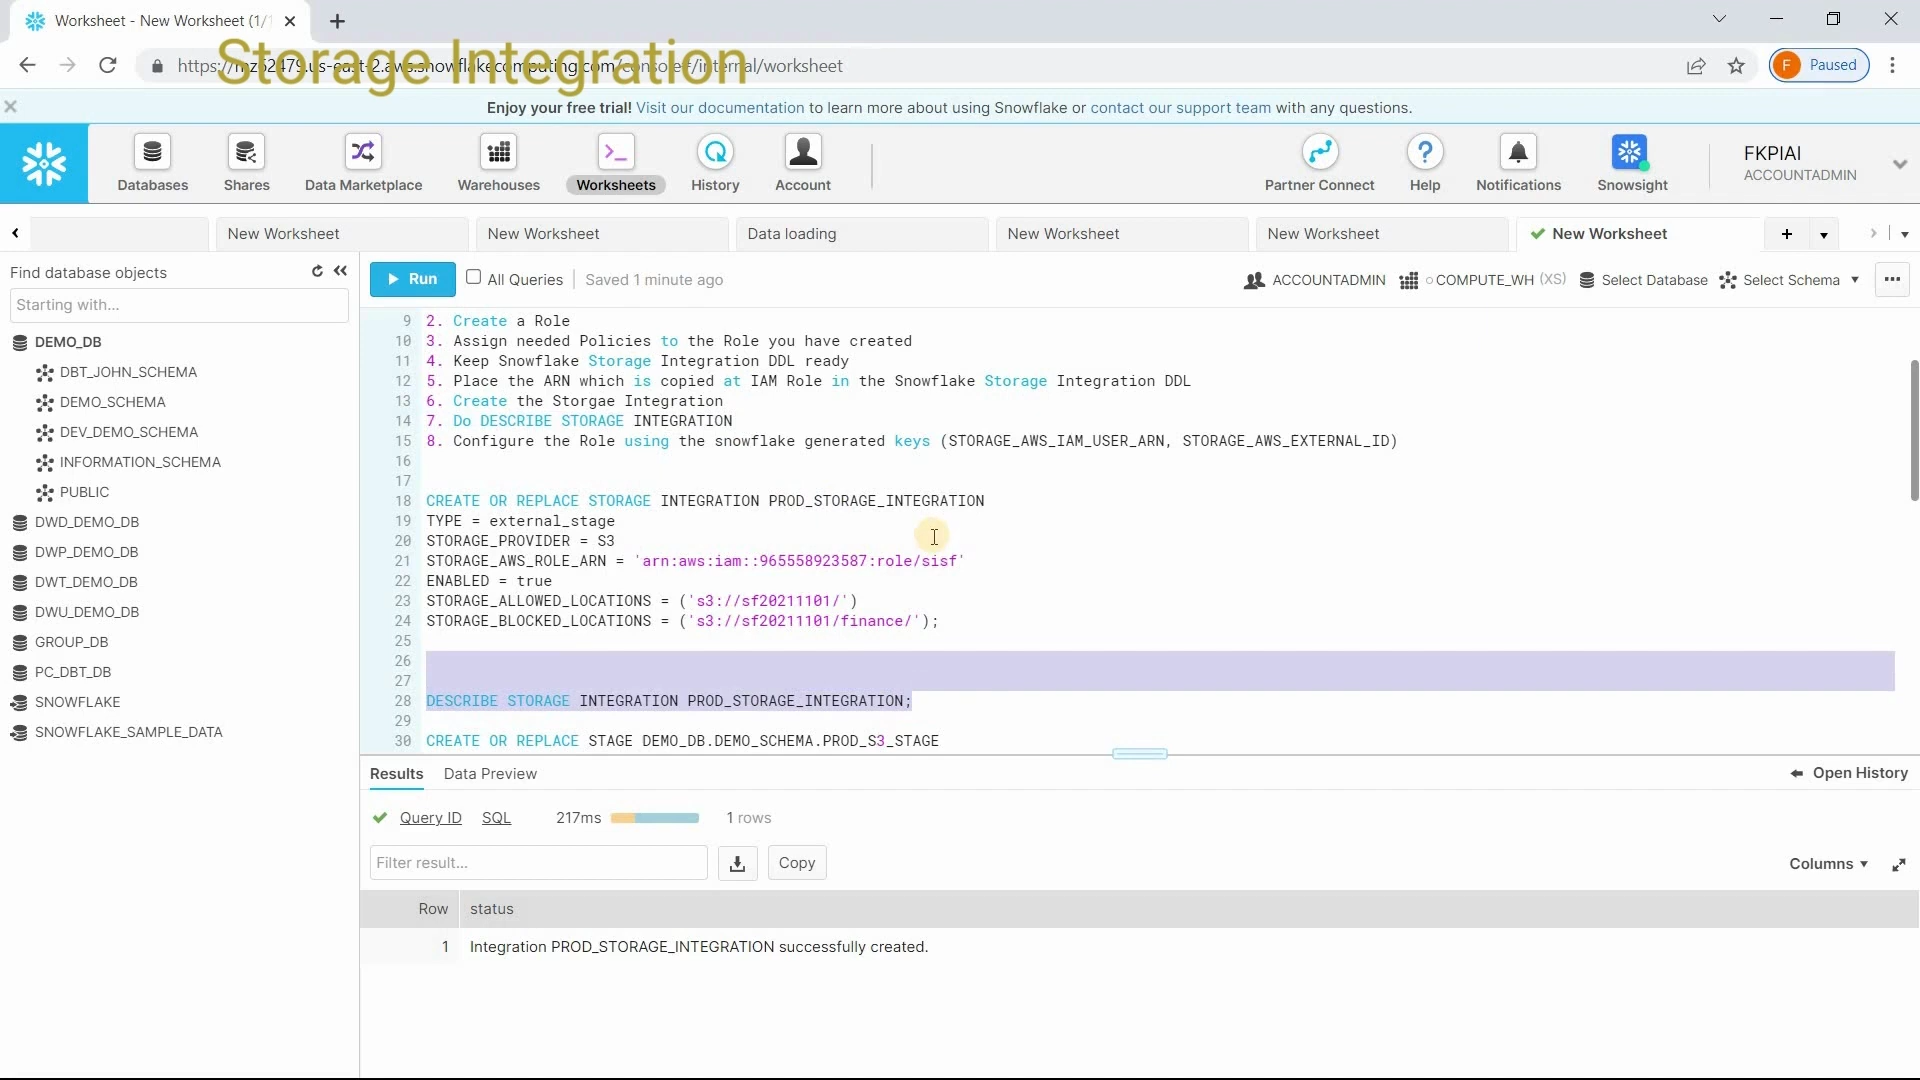 Worksheet - New Worksheet (1/1
Storage Integration
console#/internal/worksheet
F Paused
Enjoy your free trial! Visit our documentation to learn more about using Snowflake or contact our support team with any questions.
Databases Shares Data Marketplace Warehouses Worksheets History Account Partner Connect Help Notifications Snowsight
FKPIAI
ACCOUNTADMIN
New Worksheet New Worksheet Data loading New Worksheet New Worksheet New Worksheet
Find database objects
Starting with...
DEMO_DB
DBT_JOHN_SCHEMA
DEMO_SCHEMA
DEV_DEMO_SCHEMA
INFORMATION_SCHEMA
PUBLIC
DWD_DEMO_DB
DWP_DEMO_DB
DWT_DEMO_DB
DWU_DEMO_DB
GROUP_DB
PC_DBT_DB
SNOWFLAKE
SNOWFLAKE_SAMPLE_DATA
Run All Queries Saved 1 minute ago ACCOUNTADMIN COMPUTE_WH (XS) Select Database Select Schema
9 2. Create a Role
10 3. Assign needed Policies to the Role you have created
11 4. Keep Snowflake Storage Integration DDL ready
12 5. Place the ARN which is copied at IAM Role in the Snowflake Storage Integration DDL
13 6. Create the Storgae Integration
14 7. Do DESCRIBE STORAGE INTEGRATION
15 8. Configure the Role using the snowflake generated keys (STORAGE_AWS_IAM_USER_ARN, STORAGE_AWS_EXTERNAL_ID)
16
17
18 CREATE OR REPLACE STORAGE INTEGRATION PROD_STORAGE_INTEGRATION
19 TYPE = external_stage
20 STORAGE_PROVIDER = S3
21 STORAGE_AWS_ROLE_ARN = 'arn:aws:iam::965558923587:role/sisf'
22 ENABLED = true
23 STORAGE_ALLOWED_LOCATIONS = ('s3://sf20211101/')
24 STORAGE_BLOCKED_LOCATIONS = ('s3://sf20211101/finance/');
25
26
27
28 DESCRIBE STORAGE INTEGRATION PROD_STORAGE_INTEGRATION;
29
30 CREATE OR REPLACE STAGE DEMO_DB.DEMO_SCHEMA.PROD_S3_STAGE
Results Data Preview Open History
Query ID SQL 217ms 1 rows
Filter result... Copy Columns
Row status
1 Integration PROD_STORAGE_INTEGRATION successfully created.